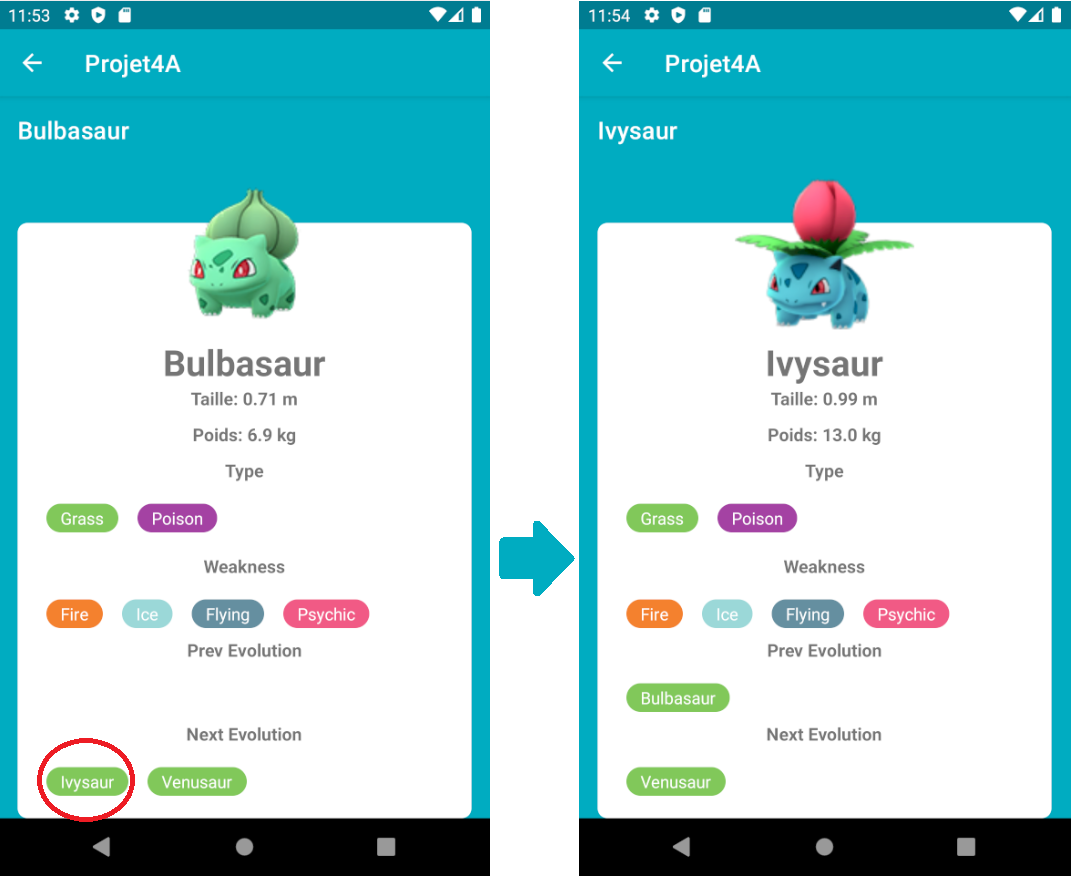 11:53
Projet4A
Bulbasaur
Bulbasaur
Taille: 0.71 m
Poids: 6.9 kg
Type
Grass Poison
Weakness
Fire Ice Flying Psychic
Prev Evolution
Next Evolution
Ivysaur Venusaur
11:54
Projet4A
Ivysaur
Ivysaur
Taille: 0.99 m
Poids: 13.0 kg
Type
Grass Poison
Weakness
Fire Ice Flying Psychic
Prev Evolution
Bulbasaur
Next Evolution
Venusaur